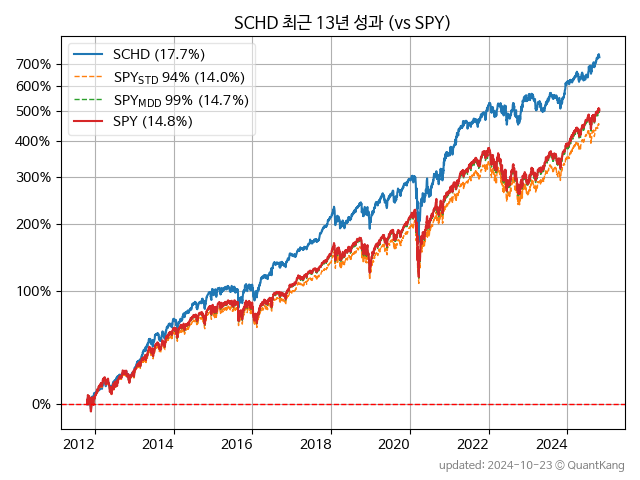 SCHD 최근 13년 성과 (vs SPY)
SCHD (17.7%)
SPY_STD 94% (14.0%)
SPY_MDD 99% (14.7%)
SPY (14.8%)
700%
600%
500%
400%
300%
200%
100%
0%
2012 2014 2016 2018 2020 2022 2024
updated: 2024-10-23 © QuantKang